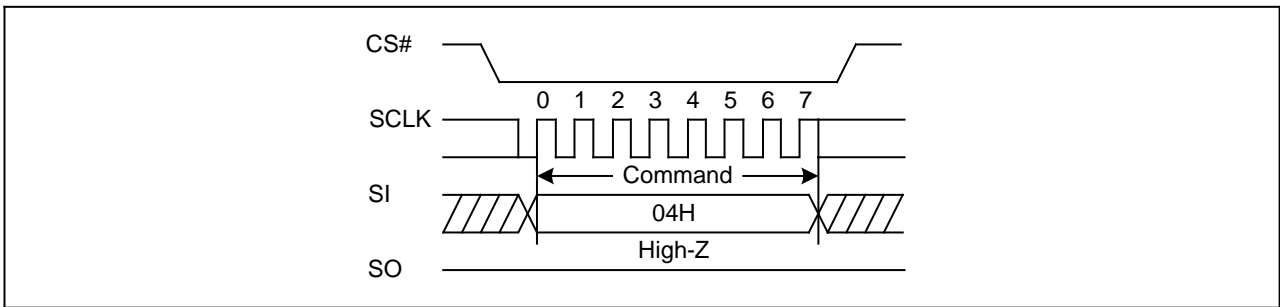 CS#
0 1 2 3 4 5 6 7
SCLK
Command
SI
04H
High-Z
SO